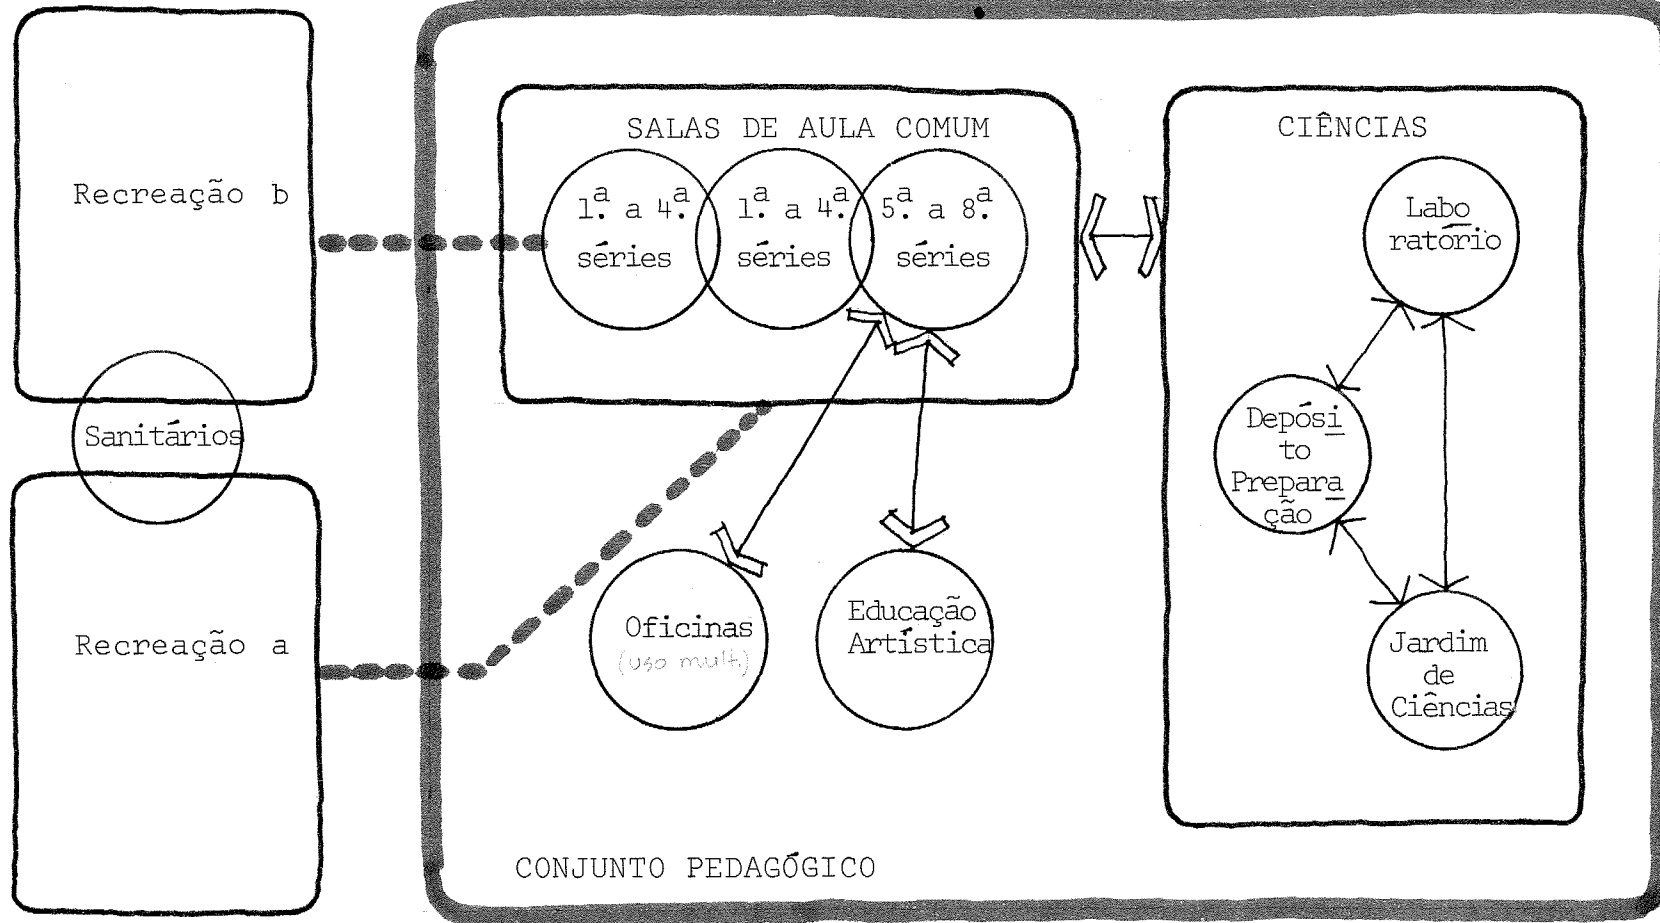 Recreação b
Sanitários
Recreação a
SALAS DE AULA COMUM
1.ª a 4.ª
séries
1.ª a 4.ª
séries
5.ª a 8.ª
séries
Oficinas
(uso mult.)
Educação
Artística
CIÊNCIAS
Labo
ratório
Depósi
to
Prepara
ção
Jardim
de
Ciências
CONJUNTO PEDAGÓGICO